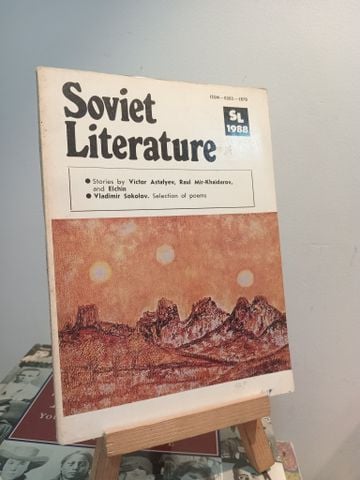 Soviet
Literature
ISSN-0202-1870
SL
1988
● Stories by Victor Astafyev, Raul Mir-Khaidarov,
and Elchin
● Vladimir Sokolov. Selection of poems